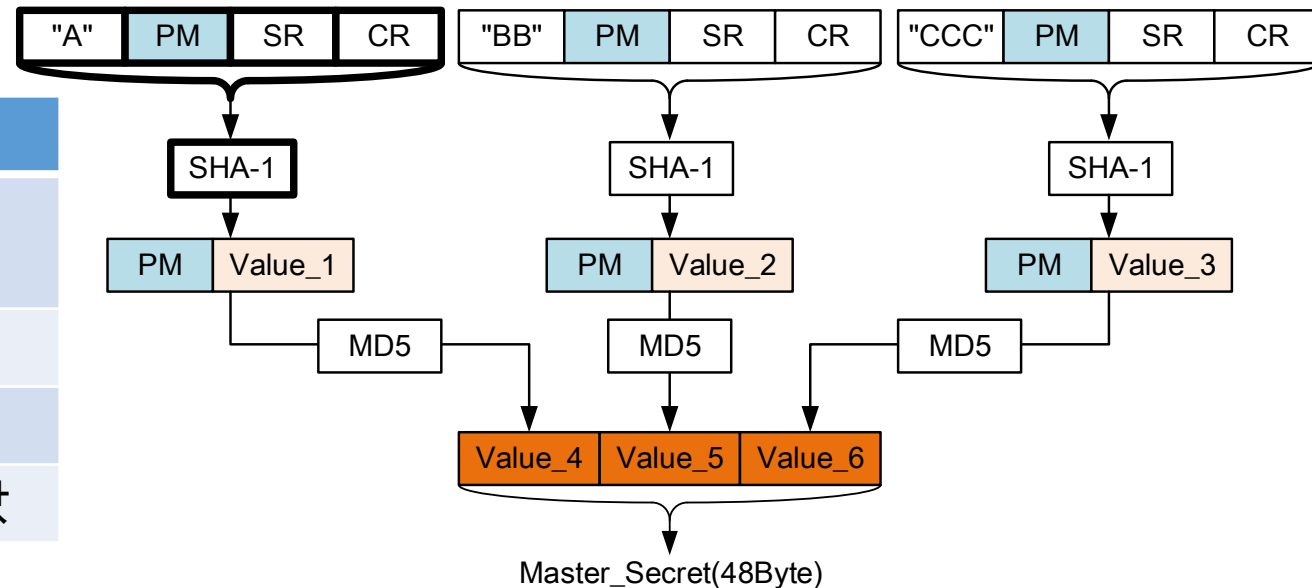 "A" PM SR CR "BB" PM SR CR "CCC" PM SR CR
SHA-1 SHA-1 SHA-1
PM Value_1 PM Value_2 PM Value_3
MD5 MD5 MD5
Value_4 Value_5 Value_6
Master_Secret(48Byte)